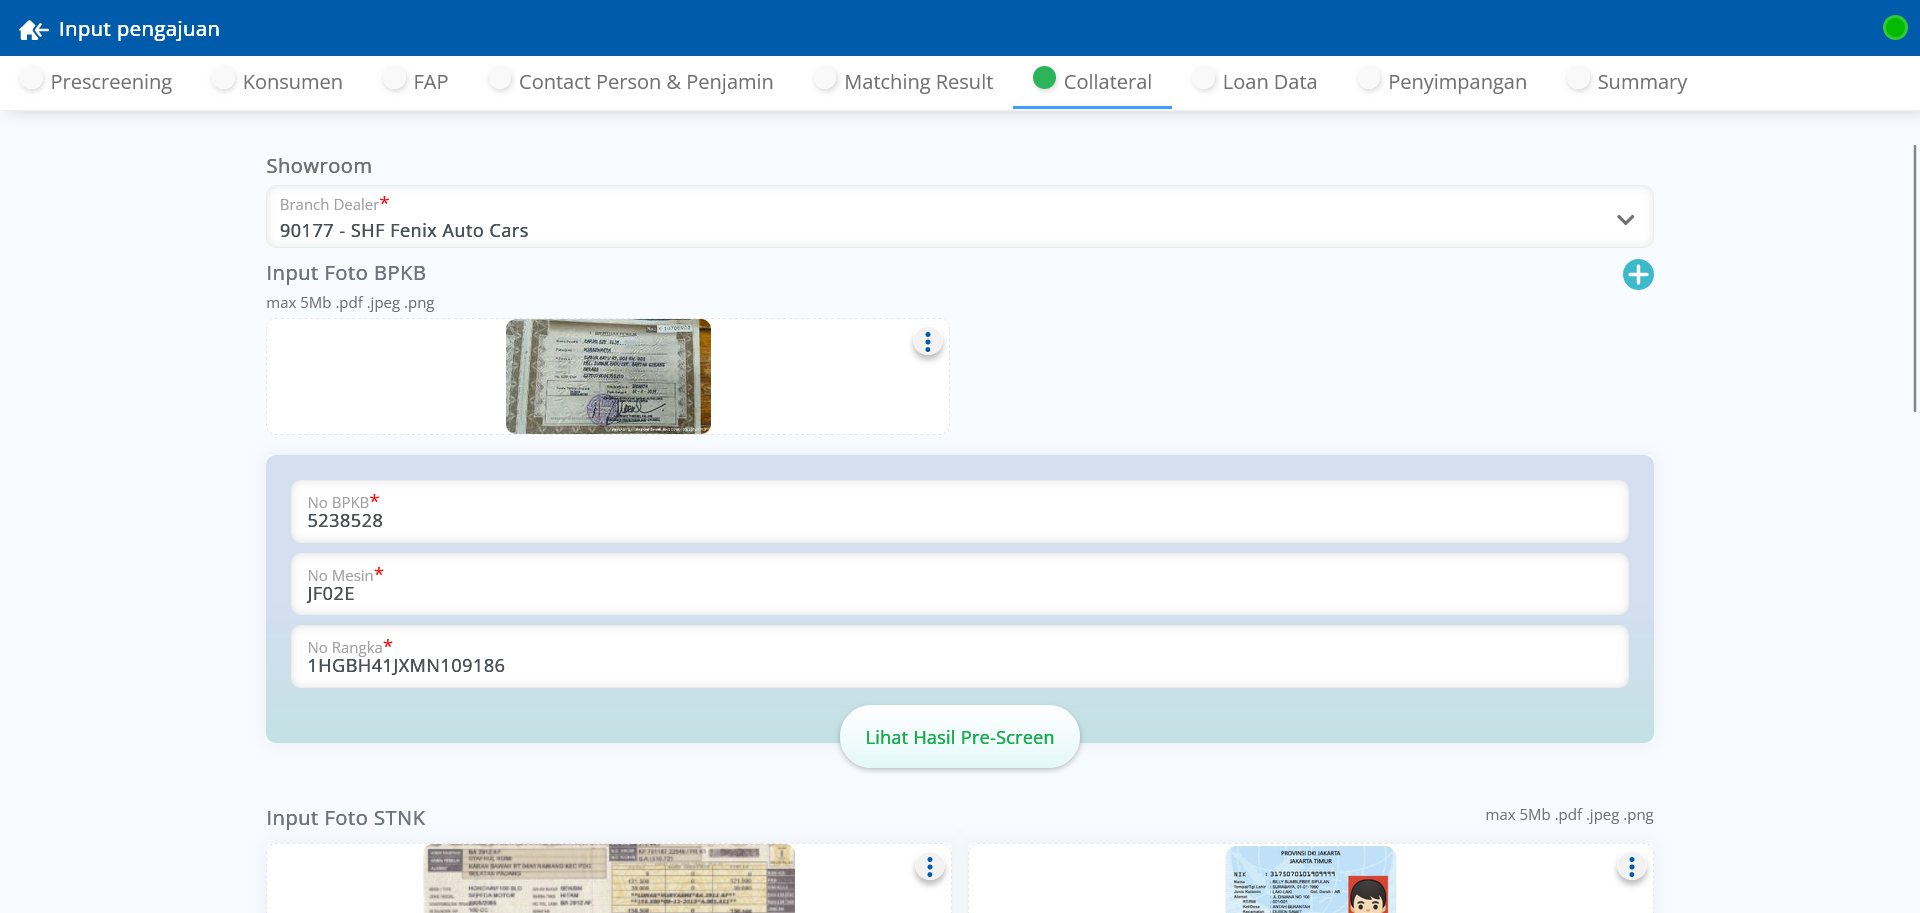 Input pengajuan
Prescreening
Konsumen
FAP
Contact Person & Penjamin
Matching Result
Collateral
Loan Data
Penyimpangan
Summary
Showroom
Branch Dealer*
90177 - SHF Fenix Auto Cars
Input Foto BPKB
max 5Mb .pdf .jpeg .png
No BPKB*
5238528
No Mesin*
JF02E
No Rangka*
1HGBH41JXMN109186
Lihat Hasil Pre-Screen
Input Foto STNK
max 5Mb .pdf .jpeg .png
BA 2912 AF
PROVINSI DKI JAKARTA
JAKARTA TIMUR
NIK